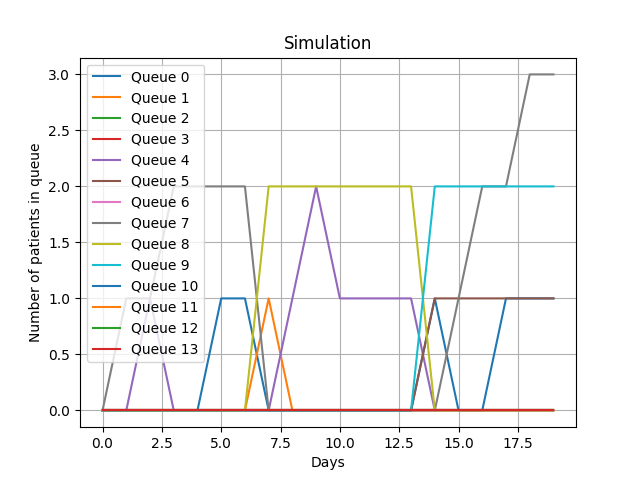 Simulation
Number of patients in queue
3.0
2.5
2.0
1.5
1.0
0.5
0.0
Queue 0
Queue 1
Queue 2
Queue 3
Queue 4
Queue 5
Queue 6
Queue 7
Queue 8
Queue 9
Queue 10
Queue 11
Queue 12
Queue 13
0.0 2.5 5.0 7.5 10.0 12.5 15.0 17.5
Days